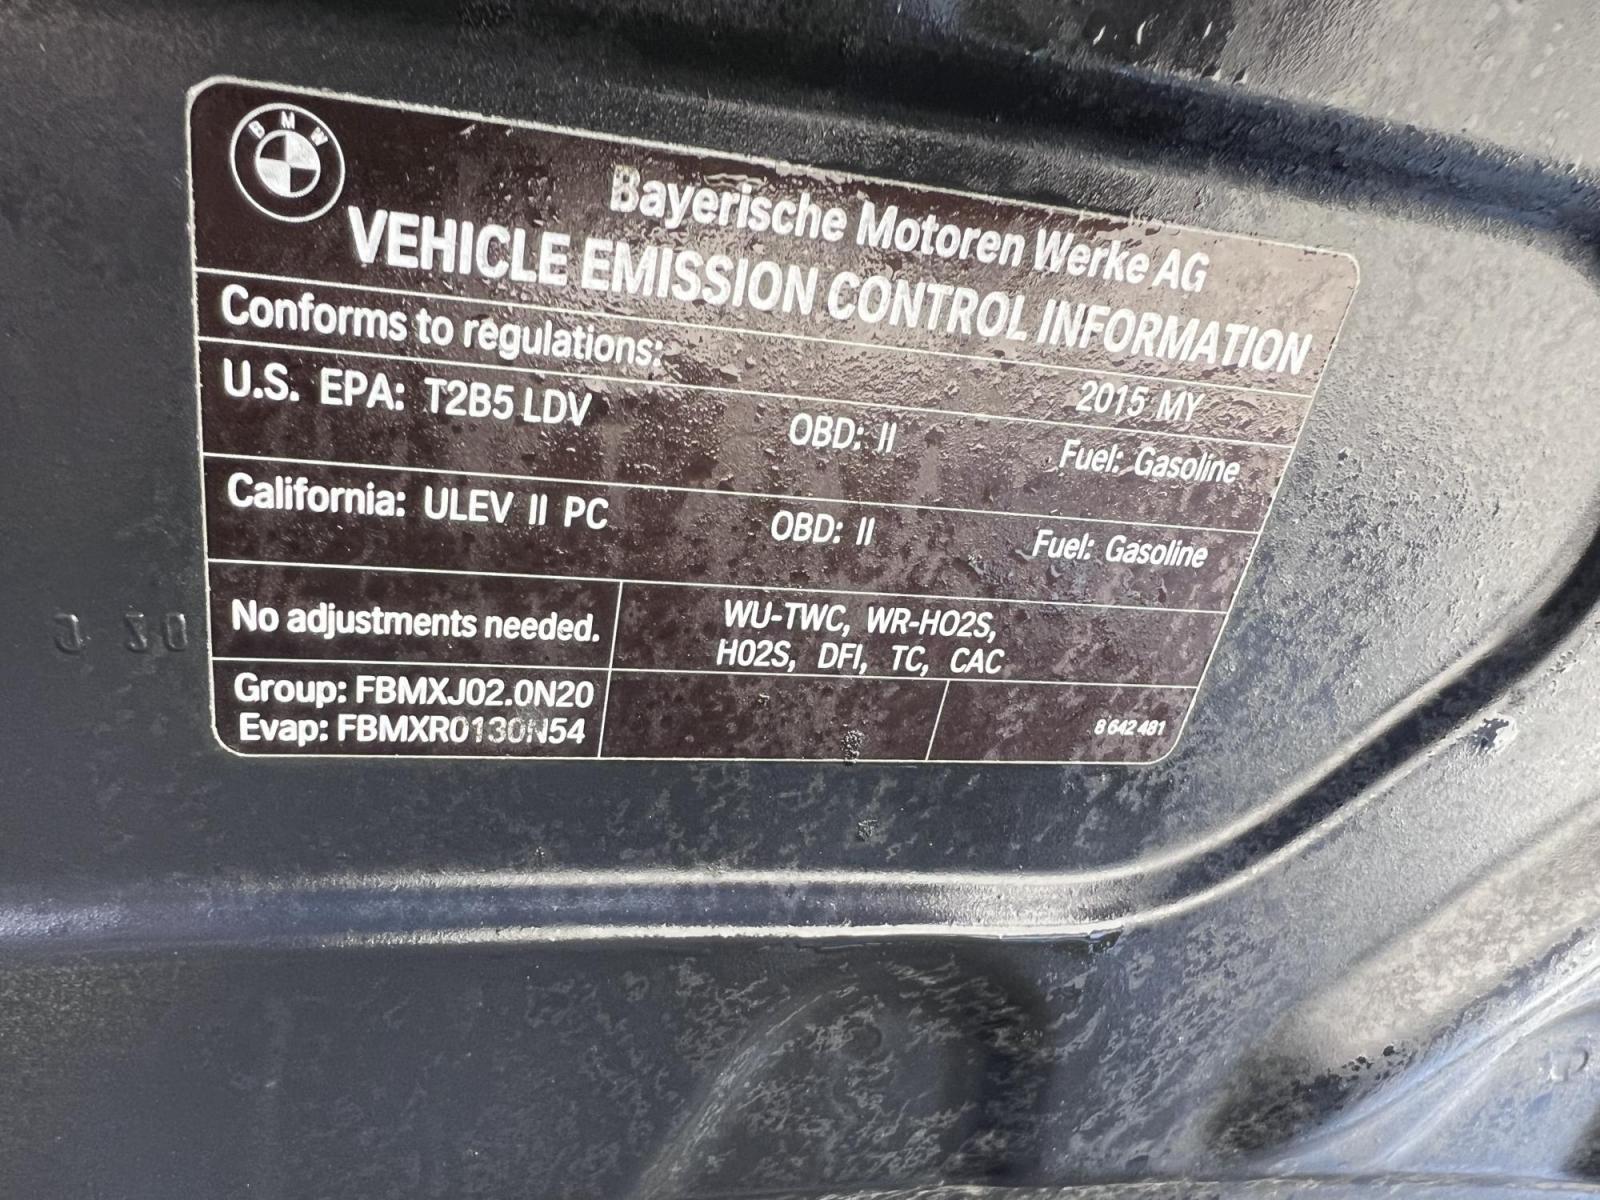 BMW
Bayerische Motoren Werke AG
VEHICLE EMISSION CONTROL INFORMATION
Conforms to regulations: 2015 MY
U.S. EPA: T2B5 LDV OBD: II Fuel: Gasoline
California: ULEV II PC OBD: II Fuel: Gasoline
No adjustments needed.
WU-TWC, WR-HO2S,
HO2S, DFI, TC, CAC
Group: FBMXJ02.0N20
Evap: FBMXR0130N54
8 642 481